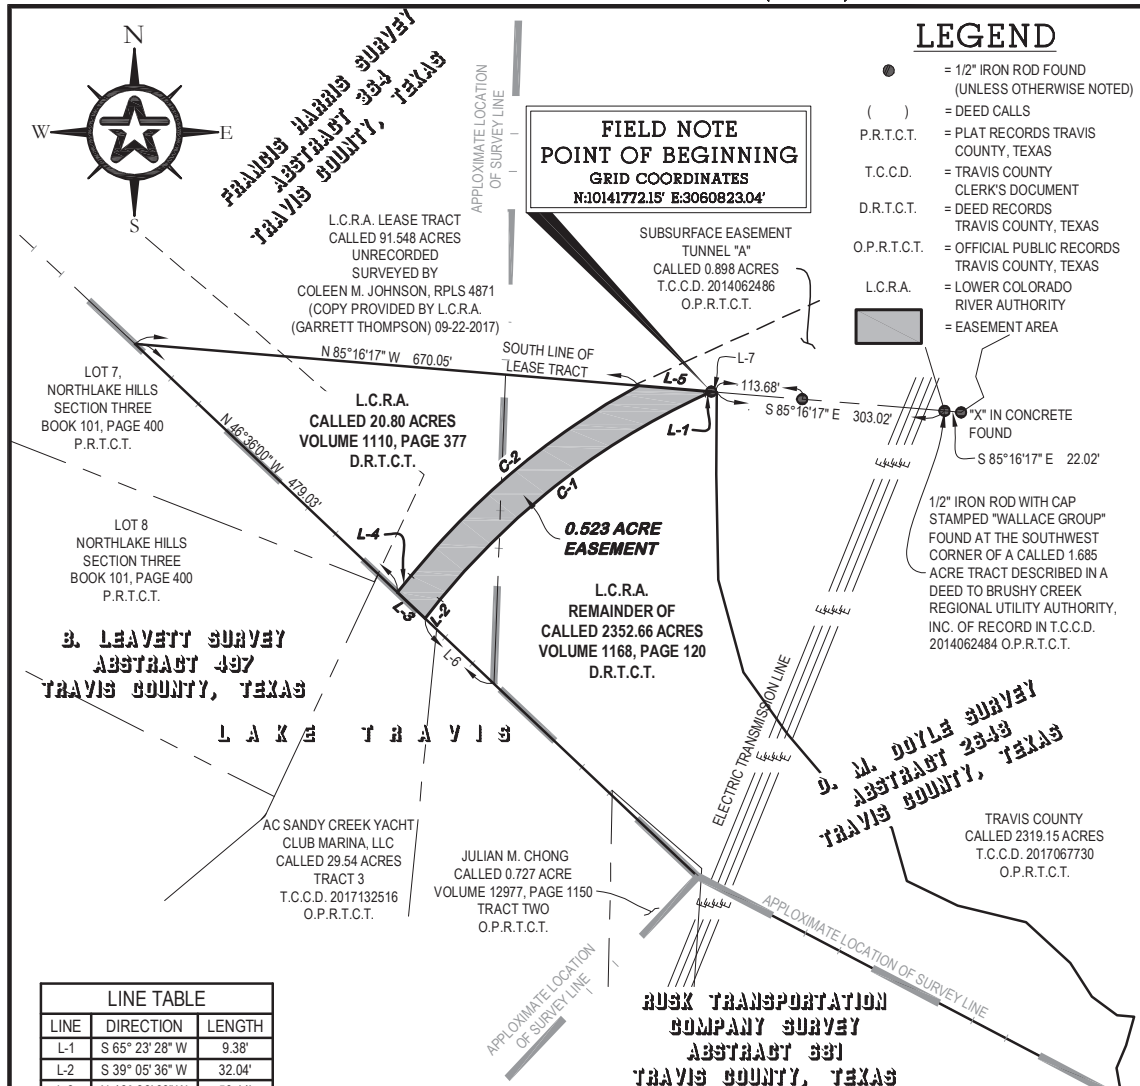 LEGEND
= 1/2" IRON ROD FOUND
(UNLESS OTHERWISE NOTED)
( ) = DEED CALLS
P.R.T.C.T. = PLAT RECORDS TRAVIS
COUNTY, TEXAS
T.C.C.D. = TRAVIS COUNTY
CLERK'S DOCUMENT
D.R.T.C.T. = DEED RECORDS
TRAVIS COUNTY, TEXAS
O.P.R.T.C.T. = OFFICIAL PUBLIC RECORDS
TRAVIS COUNTY, TEXAS
L.C.R.A. = LOWER COLORADO
RIVER AUTHORITY
= EASEMENT AREA
N
W
E
S
FRANCIS HARRIS SURVEY
ABSTRACT 364
TRAVIS COUNTY, TEXAS
APPLOXIMATE LOCATION
OF SURVEY LINE
FIELD NOTE
POINT OF BEGINNING
GRID COORDINATES
N:10141772.15' E:3060823.04'
L.C.R.A. LEASE TRACT
CALLED 91.548 ACRES
UNRECORDED
SURVEYED BY
COLEEN M. JOHNSON, RPLS 4871
(COPY PROVIDED BY L.C.R.A.
(GARRETT THOMPSON) 09-22-2017)
SUBSURFACE EASEMENT
TUNNEL "A"
CALLED 0.898 ACRES
T.C.C.D. 2014062486
O.P.R.T.C.T.
N 85°16'17" W 670.05'
SOUTH LINE OF
LEASE TRACT
L-5
L-7
113.68'
S 85°16'17" E 303.02'
L-1
"X" IN CONCRETE
FOUND
S 85°16'17" E 22.02'
LOT 7,
NORTHLAKE HILLS
SECTION THREE
BOOK 101, PAGE 400
P.R.T.C.T.
L.C.R.A.
CALLED 20.80 ACRES
VOLUME 1110, PAGE 377
D.R.T.C.T.
N 46°36'00" W 479.03'
C-2
C-1
0.523 ACRE
EASEMENT
L-4
L-3
L-2
L-6
1/2" IRON ROD WITH CAP
STAMPED "WALLACE GROUP"
FOUND AT THE SOUTHWEST
CORNER OF A CALLED 1.685
ACRE TRACT DESCRIBED IN A
DEED TO BRUSHY CREEK
REGIONAL UTILITY AUTHORITY,
INC. OF RECORD IN T.C.C.D.
2014062484 O.P.R.T.C.T.
LOT 8
NORTHLAKE HILLS
SECTION THREE
BOOK 101, PAGE 400
P.R.T.C.T.
L.C.R.A.
REMAINDER OF
CALLED 2352.66 ACRES
VOLUME 1168, PAGE 120
D.R.T.C.T.
B. LEAVETT SURVEY
ABSTRACT 497
TRAVIS COUNTY, TEXAS
LAKE TRAVIS
ELECTRIC TRANSMISSION LINE
E E E
E E E
E E E
E E E
D. M. DOYLE SURVEY
ABSTRACT 2648
TRAVIS COUNTY, TEXAS
TRAVIS COUNTY
CALLED 2319.15 ACRES
T.C.C.D. 2017067730
O.P.R.T.C.T.
AC SANDY CREEK YACHT
CLUB MARINA, LLC
CALLED 29.54 ACRES
TRACT 3
T.C.C.D. 2017132516
O.P.R.T.C.T.
JULIAN M. CHONG
CALLED 0.727 ACRE
VOLUME 12977, PAGE 1150
TRACT TWO
O.P.R.T.C.T.
APPLOXIMATE LOCATION OF SURVEY LINE
APPLOXIMATE LOCATION
OF SURVEY LINE
RUSK TRANSPORTATION
COMPANY SURVEY
ABSTRACT 681
TRAVIS COUNTY, TEXAS
LINE TABLE
LINE DIRECTION LENGTH
L-1 S 65° 23' 28" W 9.38'
L-2 S 39° 05' 36" W 32.04'